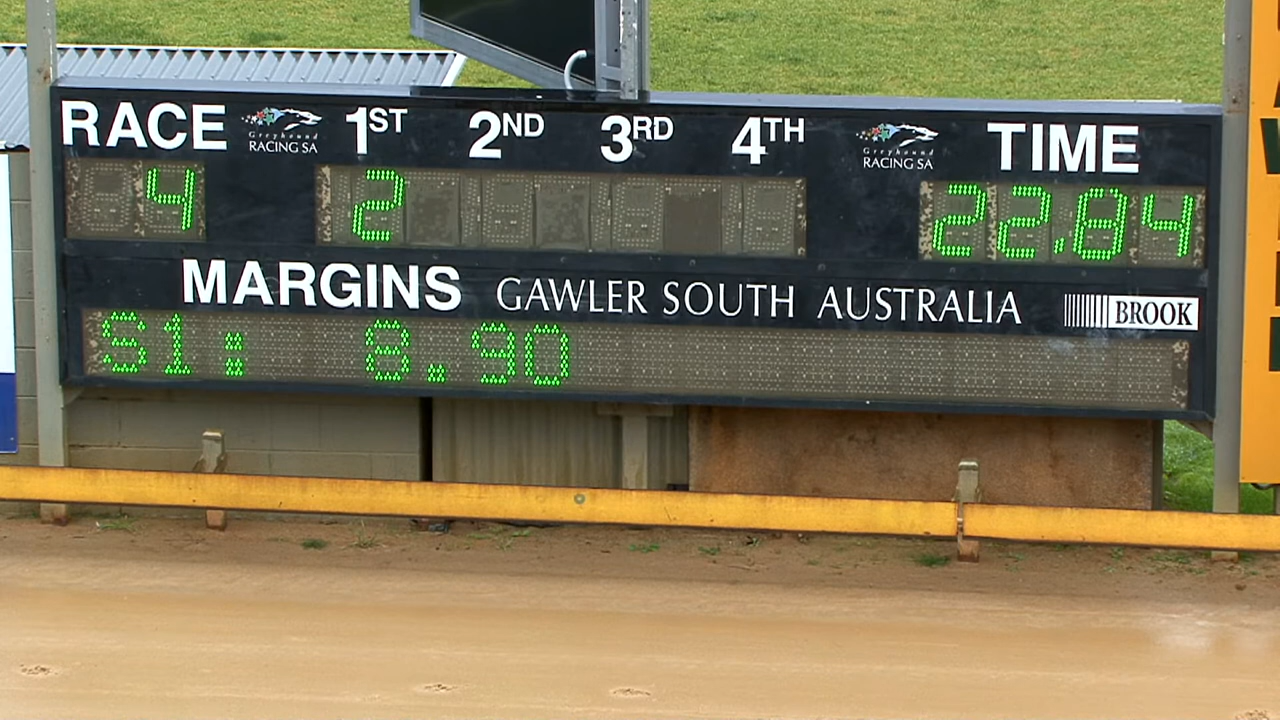 RACE Greyhound RACING SA 1ST 2ND 3RD 4TH Greyhound RACING SA TIME
4 2 22.84
MARGINS GAWLER SOUTH AUSTRALIA BROOK
S1: 8.90